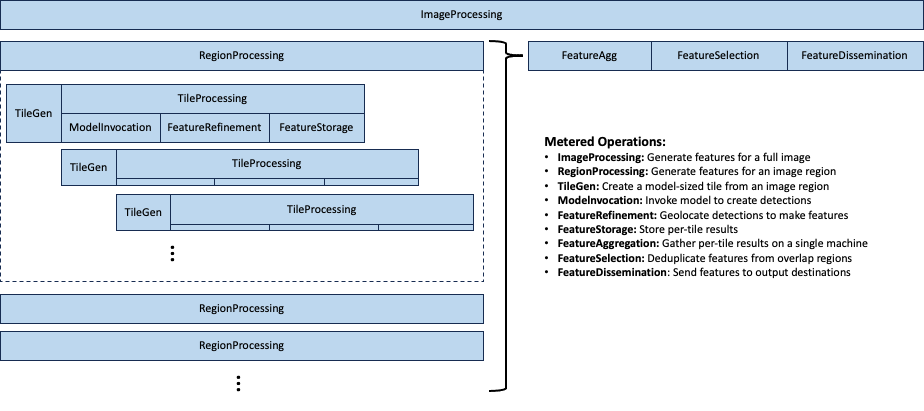 ImageProcessing
RegionProcessing
FeatureAgg
FeatureSelection
FeatureDissemination
TileGen
TileProcessing
ModelInvocation
FeatureRefinement
FeatureStorage
TileGen
TileProcessing
TileGen
TileProcessing
RegionProcessing
RegionProcessing
Metered Operations:
• ImageProcessing: Generate features for a full image
• RegionProcessing: Generate features for an image region
• TileGen: Create a model-sized tile from an image region
• ModelInvocation: Invoke model to create detections
• FeatureRefinement: Geolocate detections to make features
• FeatureStorage: Store per-tile results
• FeatureAggregation: Gather per-tile results on a single machine
• FeatureSelection: Deduplicate features from overlap regions
• FeatureDissemination: Send features to output destinations